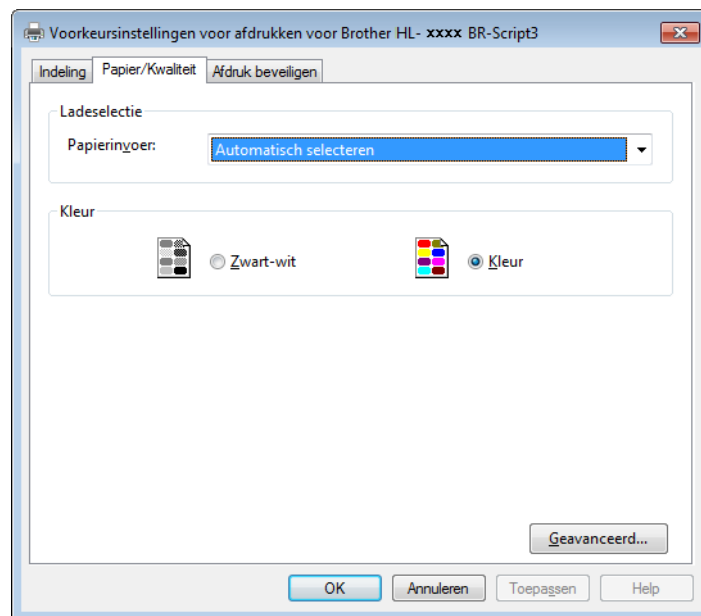 Voorkeursinstellingen voor afdrukken voor Brother HL- xxxx BR-Script3
Indeling Papier/Kwaliteit Afdruk beveiligen
Ladeselectie
Papierinvoer: Automatisch selecteren
Kleur
Zwart-wit Kleur
Geavanceerd...
OK Annuleren Toepassen Help